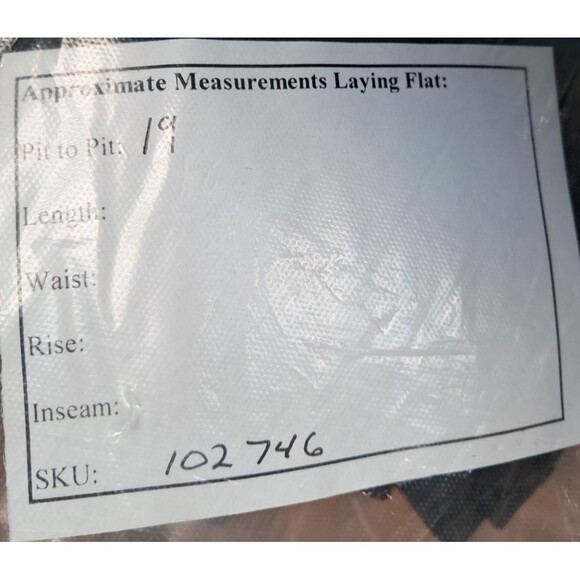 Approximate Measurements Laying Flat:
Pit to Pit: 19
Length:
Waist:
Rise:
Inseam:
SKU: 102746